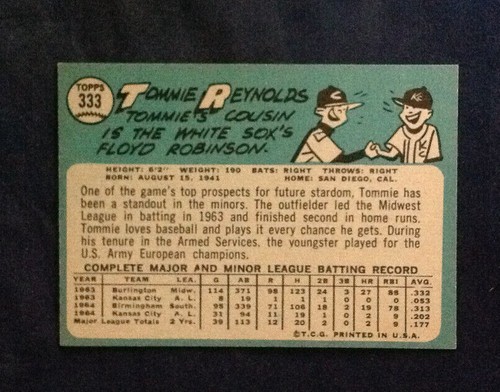 TOPPS
333
TOMMIE REYNOLDS
TOMMIE'S COUSIN
IS THE WHITE SOX'S
FLOYD ROBINSON.
C
KC
K C
HEIGHT: 6'2" WEIGHT: 190 BATS: RIGHT THROWS: RIGHT
BORN: AUGUST 15, 1941 HOME: SAN DIEGO, CAL.
One of the game's top prospects for future stardom, Tommie has
been a standout in the minors. The outfielder led the Midwest
League in batting in 1963 and finished second in home runs.
Tommie loves baseball and plays it every chance he gets. During
his tenure in the Armed Services, the youngster played for the
U.S. Army European champions.
COMPLETE MAJOR AND MINOR LEAGUE BATTING RECORD
YEAR TEAM LEA. G AB R H 2B 3B HR RBI AVG.
1963 Burlington Midw. 114 371 98 123 24 3 27 88 .332
1963 Kansas City A. L. 8 19 1 1 1 0 0 0 .053
1964 Birmingham South. 95 339 71 106 18 2 19 78 .313
1964 Kansas City A. L. 31 94 11 19 1 0 2 9 .202
Major League Totals 2 Yrs. 39 113 12 20 2 0 2 9 .177
©T.C.G. PRINTED IN U.S.A.